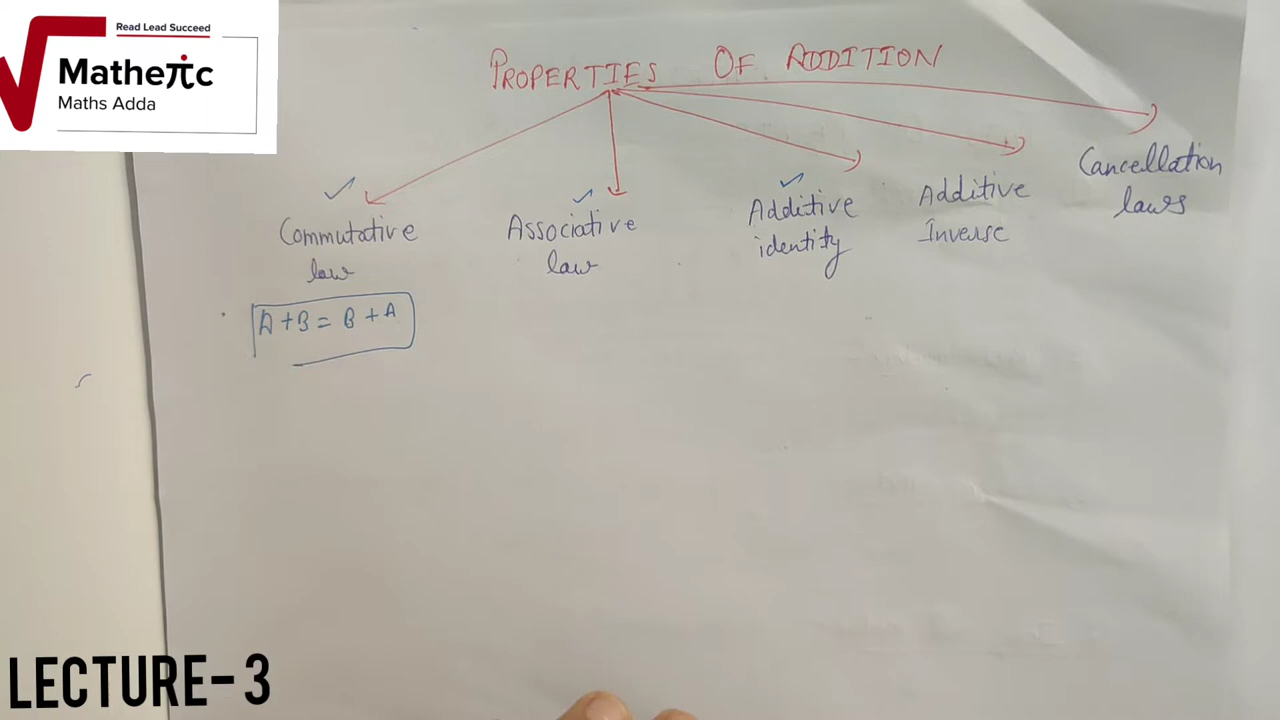 Read Lead Succeed
Matheπc
Maths Adda
PROPERTIES OF ADDITION
Commutative
law
Associative
law
Additive
identity
Additive
Inverse
Cancellation
laws
A+B = B+A
LECTURE-3